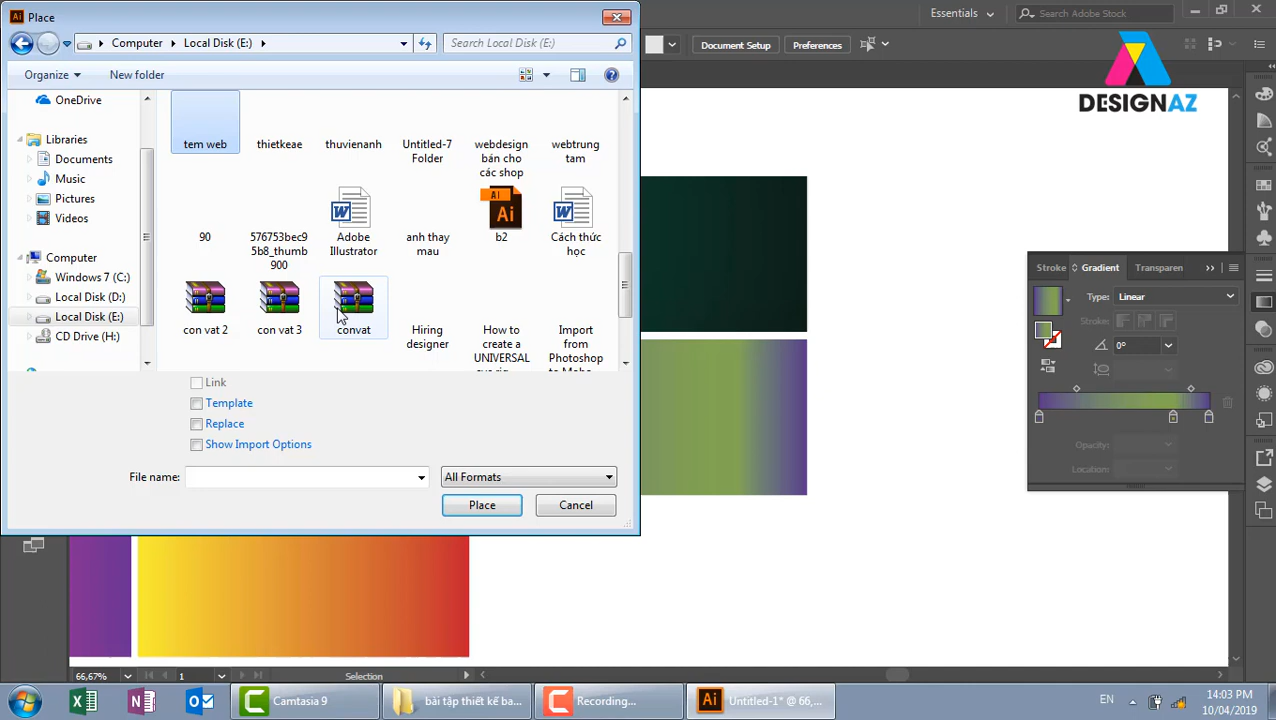 Place
Essentials
Search Adobe Stock
Computer
Local Disk (E:)
Search Local Disk (E:)
Document Setup
Preferences
Organize
New folder
DESIGNAZ
OneDrive
Libraries
Documents
Music
Pictures
Videos
Computer
Windows 7 (C:)
Local Disk (D:)
Local Disk (E:)
CD Drive (H:)
tem web
thietkeae
thuvienanh
Untitled-7
Folder
webdesign
bán cho
các shop
webtrung
tam
90
576753bec9
5b8_thumb
900
Adobe
Illustrator
anh thay
mau
b2
Cách thức
học
con vat 2
con vat 3
convat
Hiring
designer
How to
create a
UNIVERSAL
Import
from
Photoshop
Link
Template
Replace
Show Import Options
File name:
All Formats
Place
Cancel
Stroke
Gradient
Transparen
Type:
Linear
Stroke:
0°
Opacity:
Location:
66,67%
1
Selection
Camtasia 9
bài tập thiết kế ba...
Recording...
Untitled-1* @ 66,...
EN
14:03 PM
10/04/2019